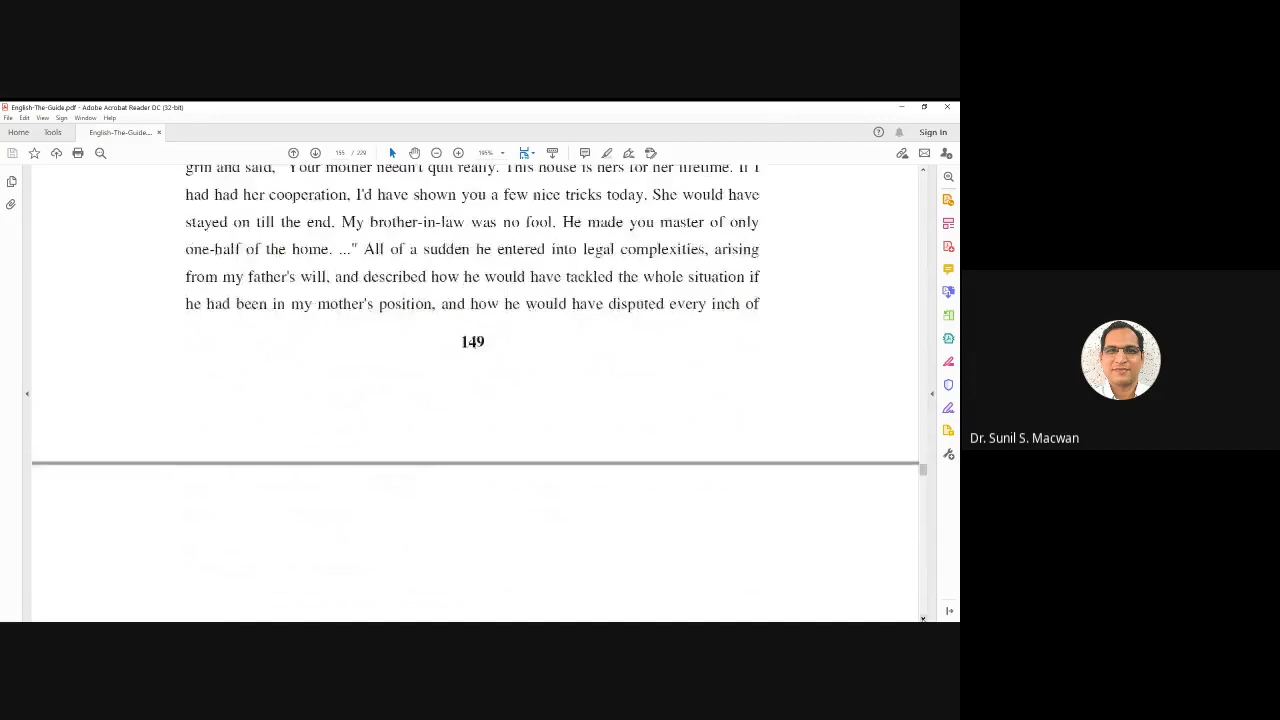 English-The-Guide.pdf - Adobe Acrobat Reader DC (32-bit)
File Edit View Sign Window Help
Home Tools English-The-Guide.... × Sign In
155 / 229 195%
grin and said, "Your mother needn't quit really. This house is hers for her lifetime. If I
had had her cooperation, I'd have shown you a few nice tricks today. She would have
stayed on till the end. My brother-in-law was no fool. He made you master of only
one-half of the home. ..." All of a sudden he entered into legal complexities, arising
from my father's will, and described how he would have tackled the whole situation if
he had been in my mother's position, and how he would have disputed every inch of
149
Dr. Sunil S. Macwan